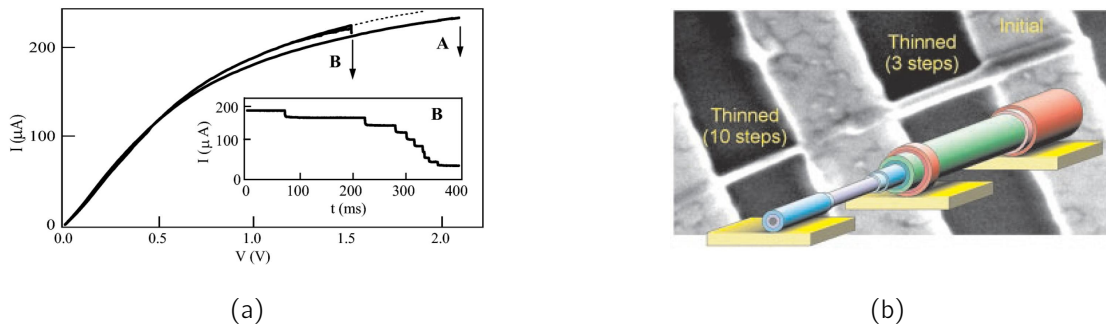 200
100
0
I (μA)
A
B
B
200
100
0
I (μ A)
0 100 200 300 400
t (ms)
0.0 0.5 1.0 1.5 2.0
V (V)
Initial
Thinned
(3 steps)
Thinned
(10 steps)
(a) (b)